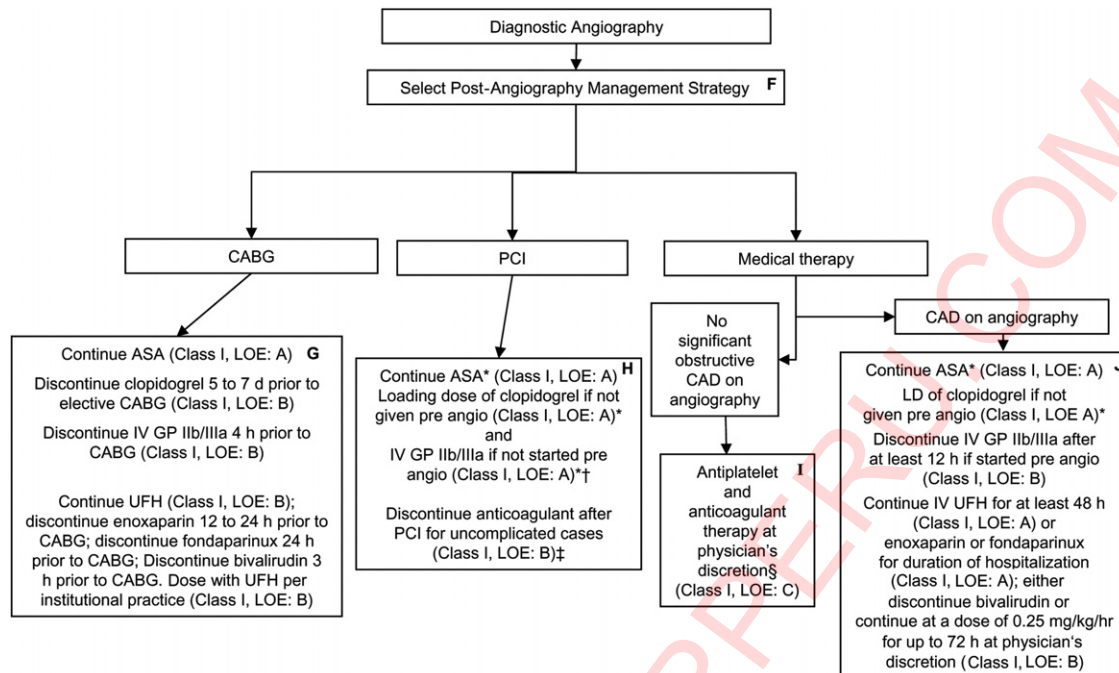 Diagnostic Angiography
Select Post-Angiography Management Strategy F
CABG
PCI
Medical therapy
G
Continue ASA (Class I, LOE: A)
Discontinue clopidogrel 5 to 7 d prior to
elective CABG (Class I, LOE: B)
Discontinue IV GP IIb/IIIa 4 h prior to
CABG (Class I, LOE: B)
Continue UFH (Class I, LOE: B);
discontinue enoxaparin 12 to 24 h prior to
CABG; discontinue fondaparinux 24 h
prior to CABG; Discontinue bivalirudin 3
h prior to CABG. Dose with UFH per
institutional practice (Class I, LOE: B)
H
Continue ASA* (Class I, LOE: A)
Loading dose of clopidogrel if not
given pre angio (Class I, LOE: A)*
and
IV GP IIb/IIIa if not started pre
angio (Class I, LOE: A)*†
Discontinue anticoagulant after
PCI for uncomplicated cases
(Class I, LOE: B)‡
No
significant
obstructive
CAD on
angiography
I
Antiplatelet
and
anticoagulant
therapy at
physician's
discretion§
(Class I, LOE: C)
CAD on angiography
J
Continue ASA* (Class I, LOE: A)
LD of clopidogrel if not
given pre angio (Class I, LOE A)*
Discontinue IV GP IIb/IIIa after
at least 12 h if started pre angio
(Class I, LOE: B)
Continue IV UFH for at least 48 h
(Class I, LOE: A) or
enoxaparin or fondaparinux
for duration of hospitalization
(Class I, LOE: A); either
discontinue bivalirudin or
continue at a dose of 0.25 mg/kg/hr
for up to 72 h at physician's
discretion (Class I, LOE: B)
PPERU.COM